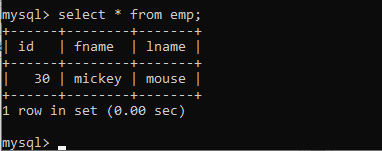 mysql> select * from emp;
+------+--------+-------+
| id   | fname  | lname |
+------+--------+-------+
|   30 | mickey | mouse |
+------+--------+-------+
1 row in set (0.00 sec)
mysql> _